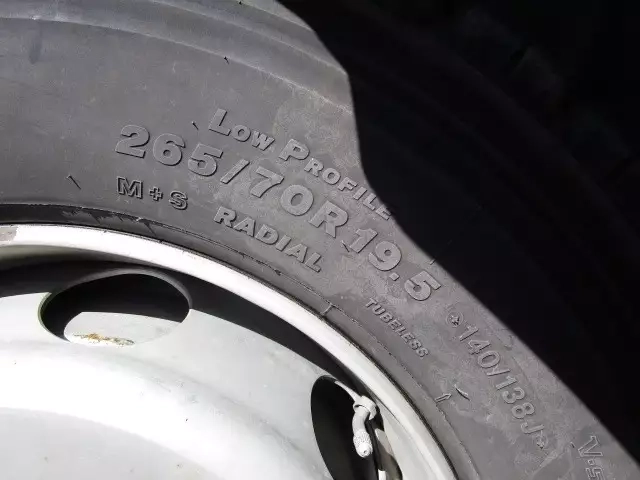 LOW PROFILE
265/70R19.5
M+S RADIAL
TUBELESS
140/138J